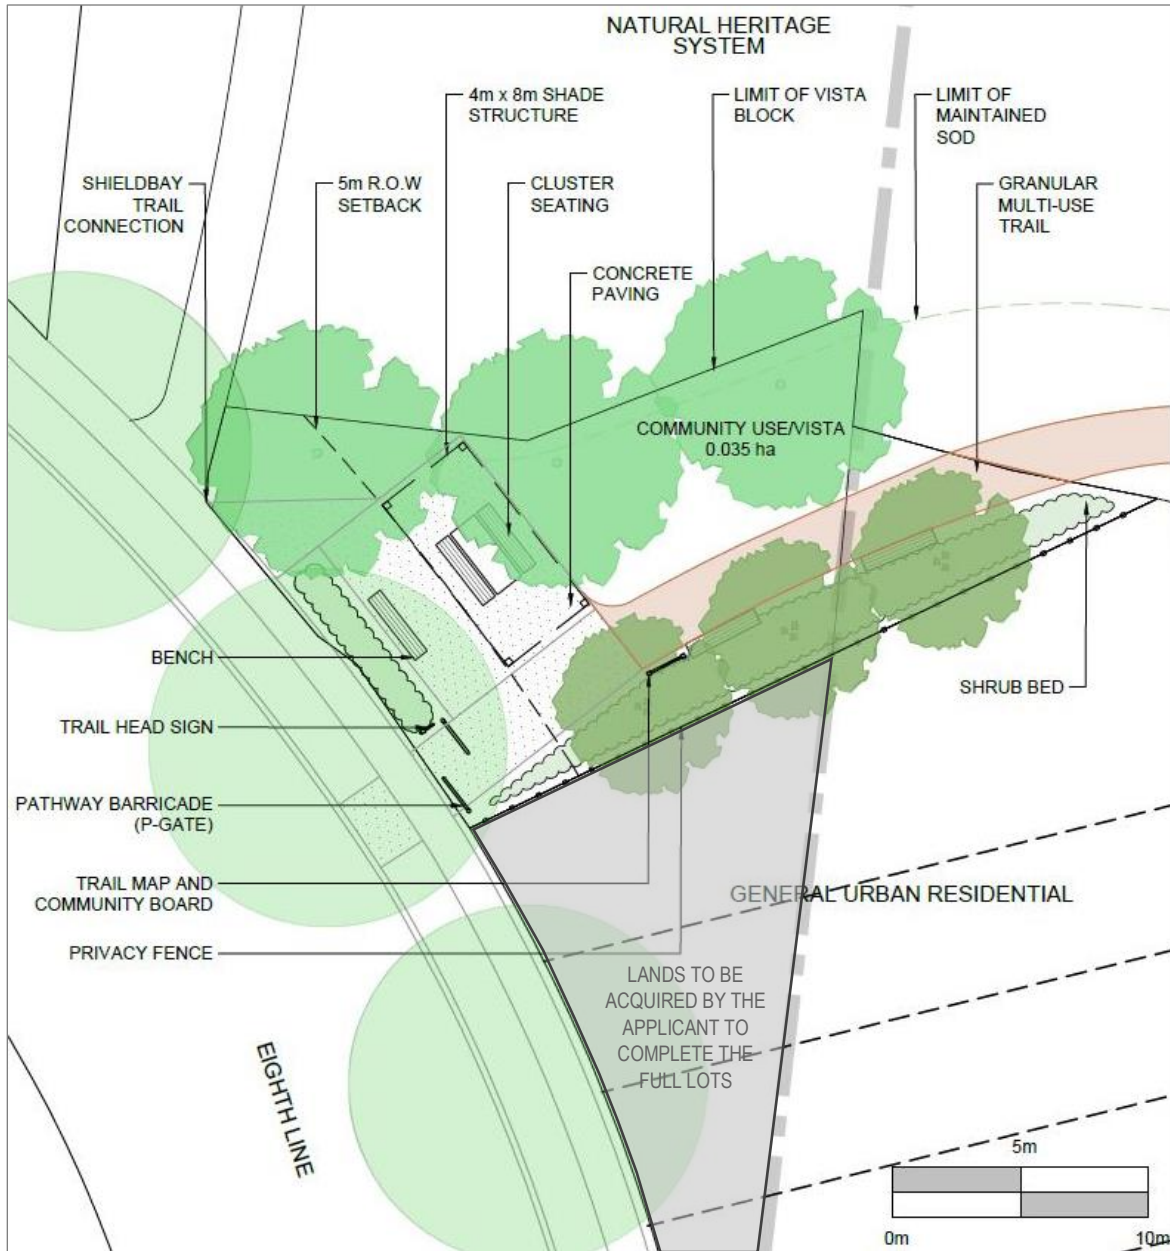 NATURAL HERITAGE
SYSTEM
4m x 8m SHADE
STRUCTURE
LIMIT OF VISTA
BLOCK
LIMIT OF
MAINTAINED
SOD
SHIELDBAY
TRAIL
CONNECTION
5m R.O.W
SETBACK
CLUSTER
SEATING
GRANULAR
MULTI-USE
TRAIL
CONCRETE
PAVING
COMMUNITY USE/VISTA
0.035 ha
BENCH
SHRUB BED
TRAIL HEAD SIGN
PATHWAY BARRICADE
(P-GATE)
TRAIL MAP AND
COMMUNITY BOARD
GENERAL URBAN RESIDENTIAL
PRIVACY FENCE
LANDS TO BE
ACQUIRED BY THE
APPLICANT TO
COMPLETE THE
FULL LOTS
EIGHTH LINE
5m
0m
10m